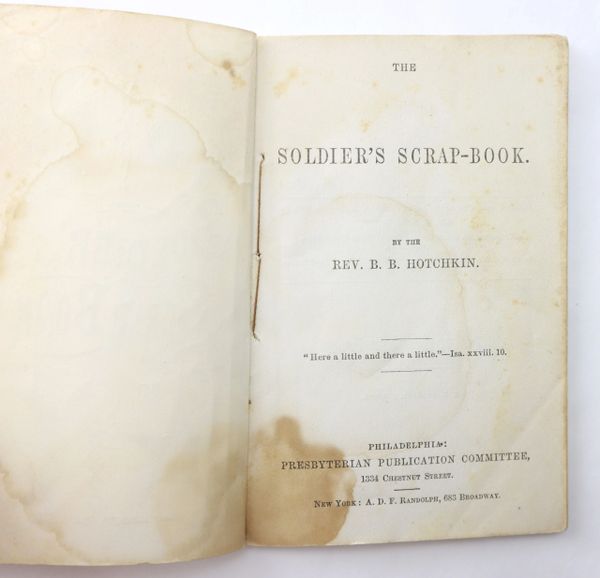 THE
SOLDIER'S SCRAP-BOOK.
BY THE
REV. B. B. HOTCHKIN.
"Here a little and there a little."—Isa. xxviii. 10.
PHILADELPHIA:
PRESBYTERIAN PUBLICATION COMMITTEE,
1334 Chestnut Street.
New York: A. D. F. Randolph, 683 Broadway.